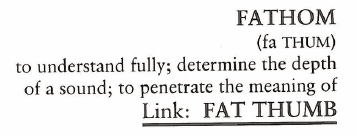 FATHOM
(fa THUM)
to understand fully; determine the depth
of a sound; to penetrate the meaning of
Link: FAT THUMB